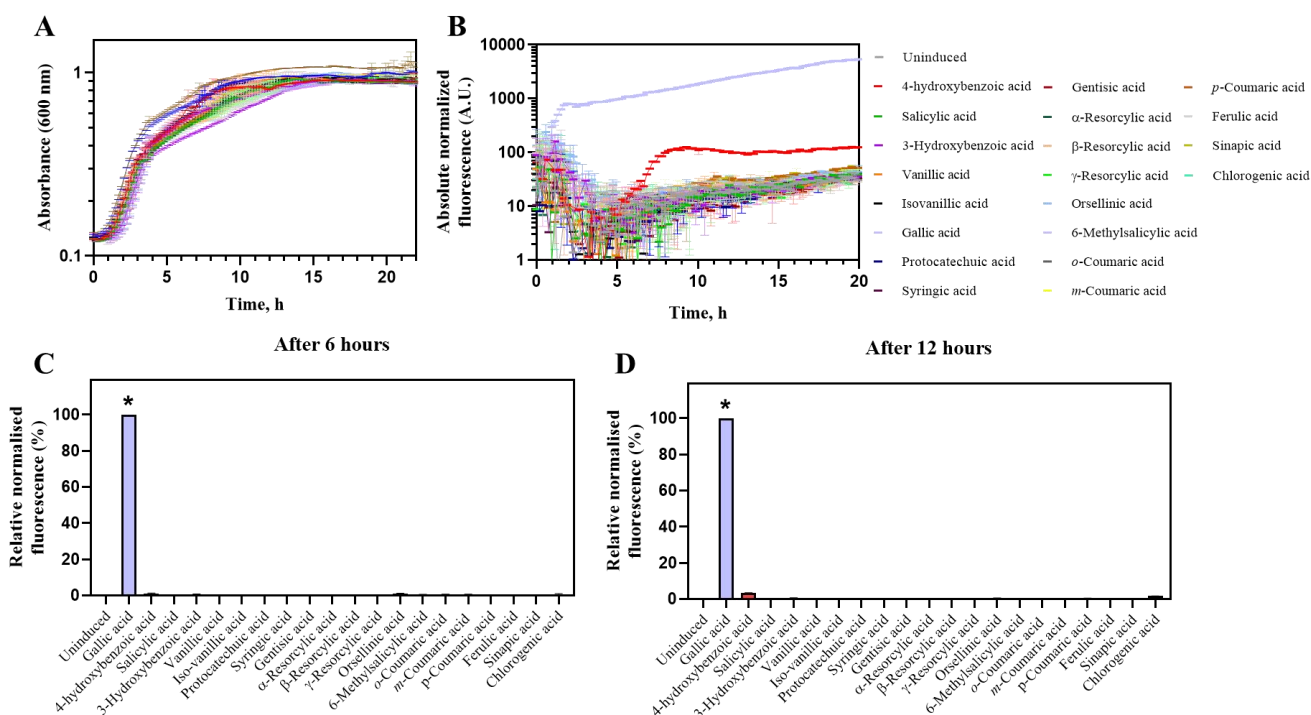 A
Absorbance (600 nm)
1
0.1
0
5
10
15
20
Time, h
B
Absolute normalized
fluorescence (A.U.)
10000
1000
100
10
1
0
5
10
15
20
Time, h
Uninduced
4-hydroxybenzoic acid
Salicylic acid
3-Hydroxybenzoic acid
Vanillic acid
Isovanillic acid
Gallic acid
Protocatechuic acid
Syringic acid
Gentisic acid
α-Resorcylic acid
β-Resorcylic acid
γ-Resorcylic acid
Orsellinic acid
6-Methylsalicylic acid
o-Coumaric acid
m-Coumaric acid
p-Coumaric acid
Ferulic acid
Sinapic acid
Chlorogenic acid
After 6 hours
C
Relative normalised
fluorescence (%)
100
80
60
40
20
0
*
Uninduced
Gallic acid
4-hydroxybenzoic acid
Salicylic acid
3-Hydroxybenzoic acid
Vanillic acid
Iso-vanillic acid
Protocatechuic acid
Syringic acid
Gentisic acid
α-Resorcylic acid
β-Resorcylic acid
γ-Resorcylic acid
Orsellinic acid
6-Methylsalicylic acid
o-Coumaric acid
m-Coumaric acid
p-Coumaric acid
Ferulic acid
Sinapic acid
Chlorogenic acid
After 12 hours
D
Relative normalised
fluorescence (%)
100
80
60
40
20
0
*
Uninduced
Gallic acid
4-hydroxybenzoic acid
Salicylic acid
3-Hydroxybenzoic acid
Vanillic acid
Iso-vanillic acid
Protocatechuic acid
Syringic acid
Gentisic acid
α-Resorcylic acid
β-Resorcylic acid
γ-Resorcylic acid
Orsellinic acid
6-Methylsalicylic acid
o-Coumaric acid
m-Coumaric acid
p-Coumaric acid
Ferulic acid
Sinapic acid
Chlorogenic acid